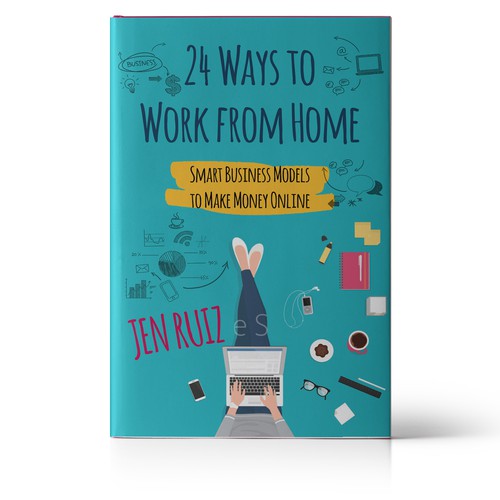 BUSINESS
24 WAYS TO
WORK FROM HOME
SMART BUSINESS MODELS
TO MAKE MONEY ONLINE
JEN RUIZ